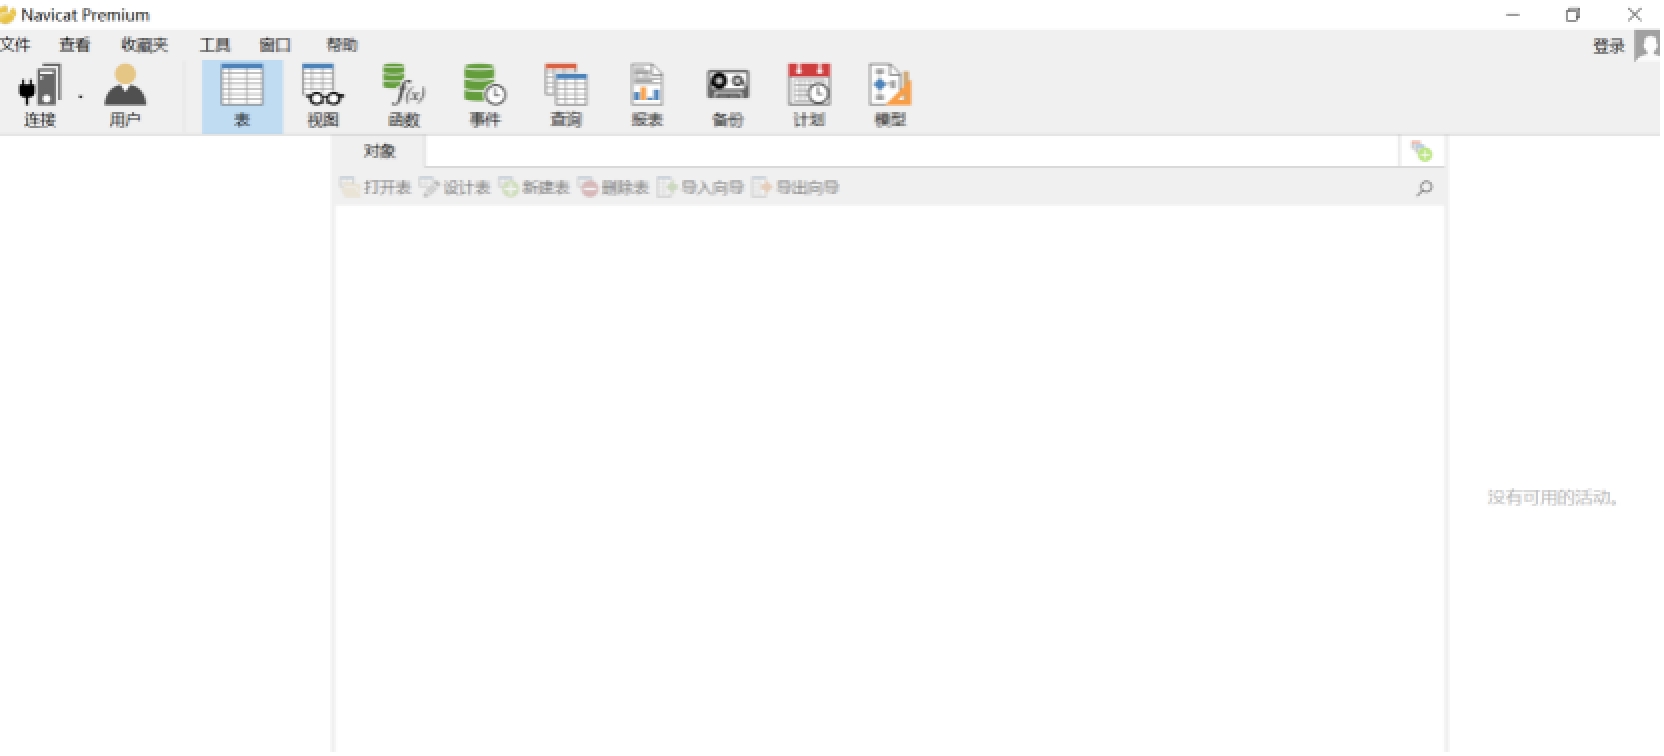 Navicat Premium
文件 查看 收藏夹 工具 窗口 帮助 登录
连接 用户 表 视图 函数 事件 查询 报表 备份 计划 模型
对象
打开表 设计表 新建表 删除表 导入向导 导出向导
没有可用的活动。